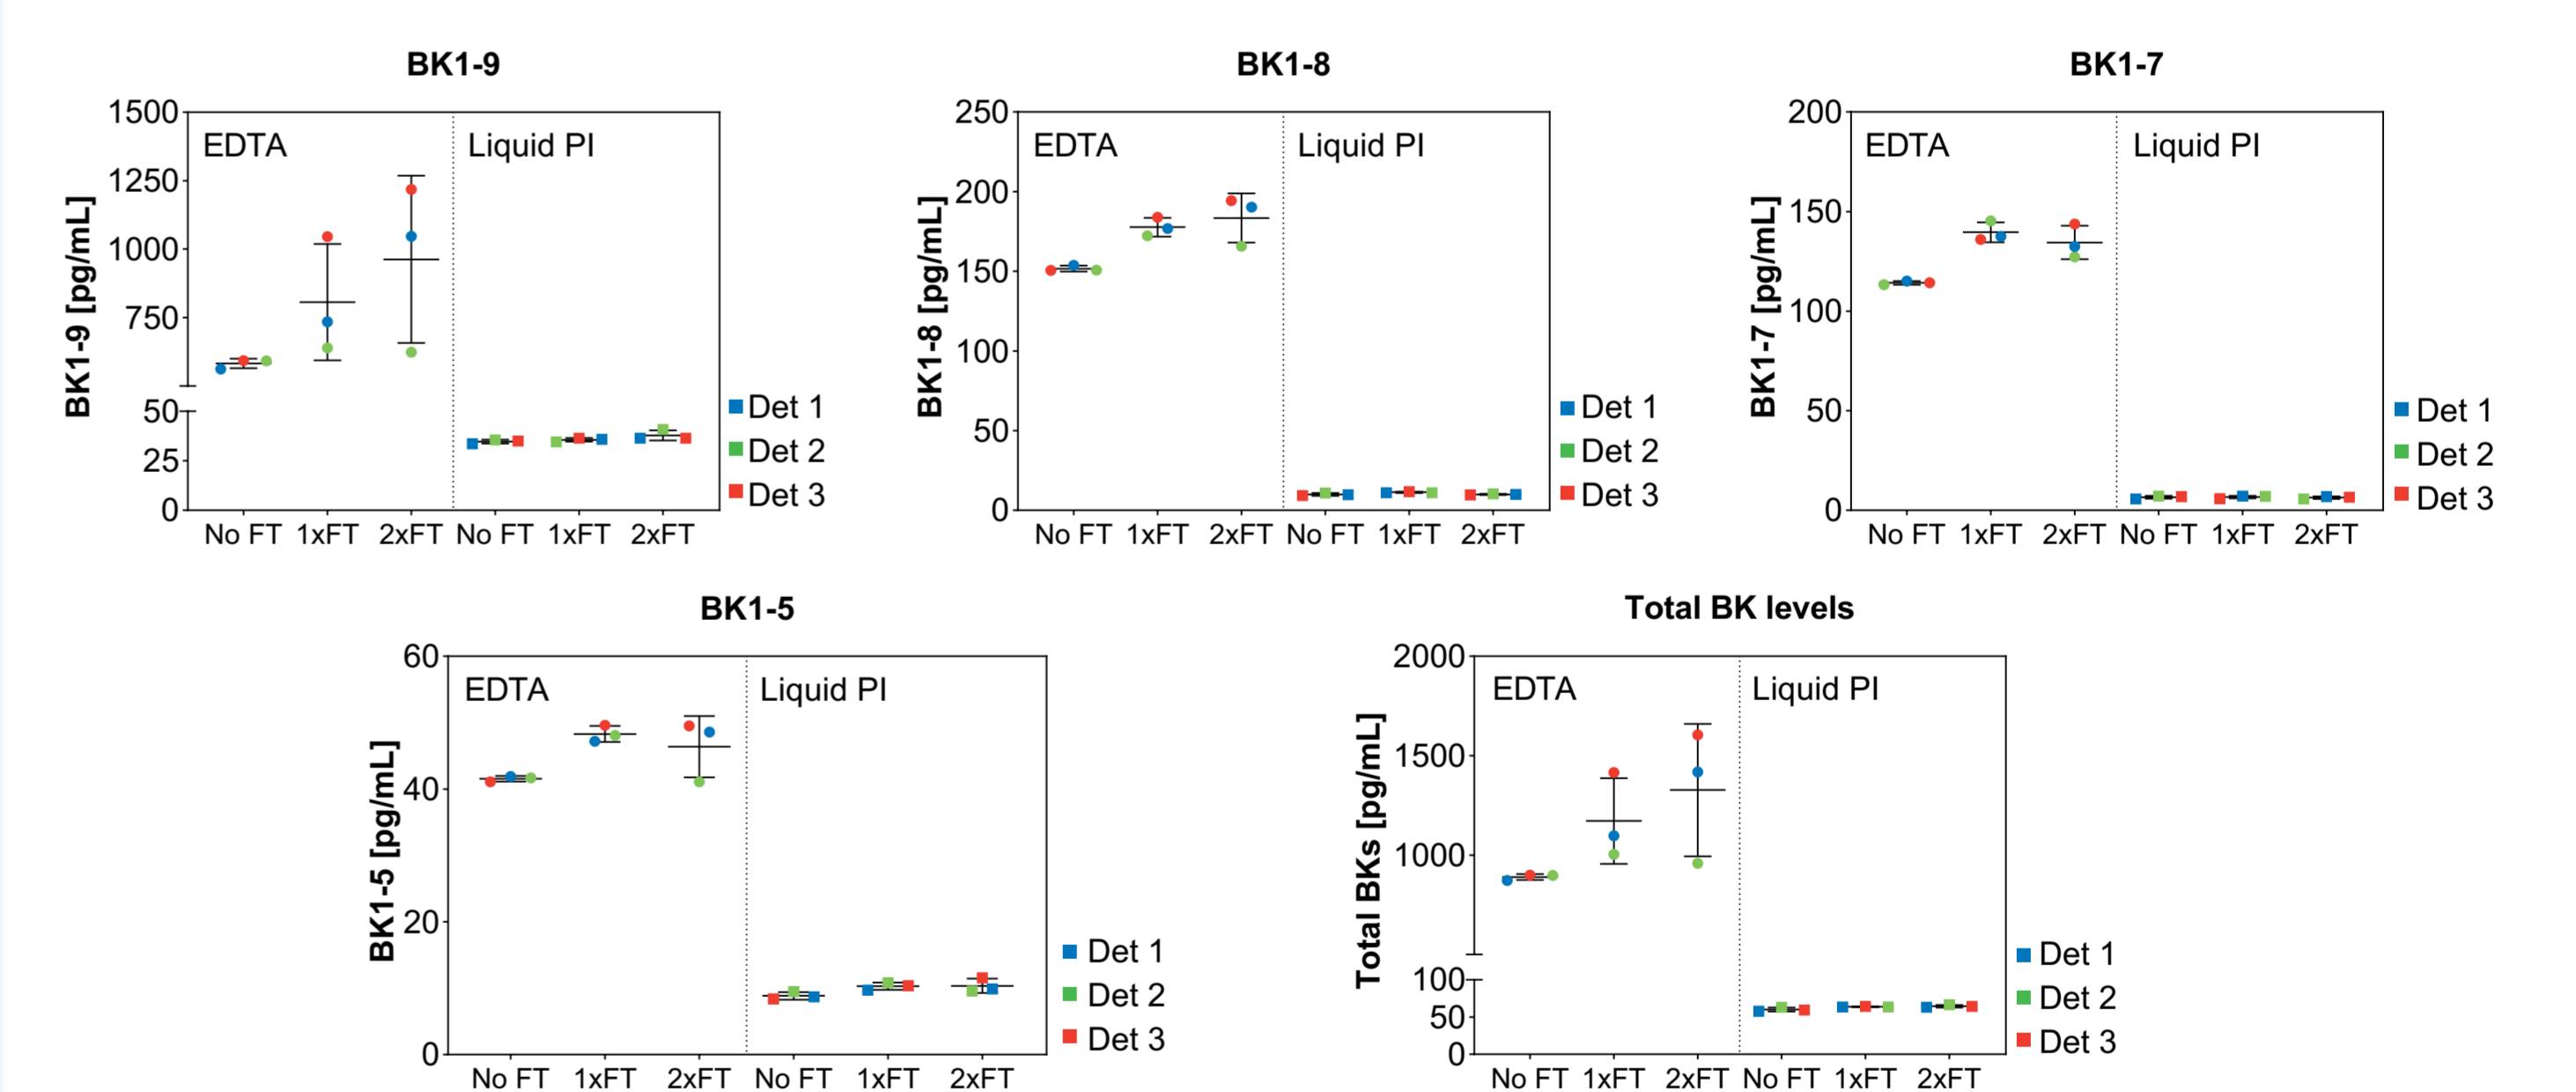 BK1-9
BK1-9 [pg/mL]
1500
1250
1000
750
50
25
0
EDTA
Liquid PI
No FT 1xFT 2xFT No FT 1xFT 2xFT
Det 1
Det 2
Det 3
BK1-8
BK1-8 [pg/mL]
250
200
150
100
50
0
EDTA
Liquid PI
No FT 1xFT 2xFT No FT 1xFT 2xFT
Det 1
Det 2
Det 3
BK1-7
BK1-7 [pg/mL]
200
150
100
50
0
EDTA
Liquid PI
No FT 1xFT 2xFT No FT 1xFT 2xFT
Det 1
Det 2
Det 3
BK1-5
BK1-5 [pg/mL]
60
40
20
0
EDTA
Liquid PI
No FT 1xFT 2xFT No FT 1xFT 2xFT
Det 1
Det 2
Det 3
Total BK levels
Total BKs [pg/mL]
2000
1500
1000
100
50
0
EDTA
Liquid PI
No FT 1xFT 2xFT No FT 1xFT 2xFT
Det 1
Det 2
Det 3